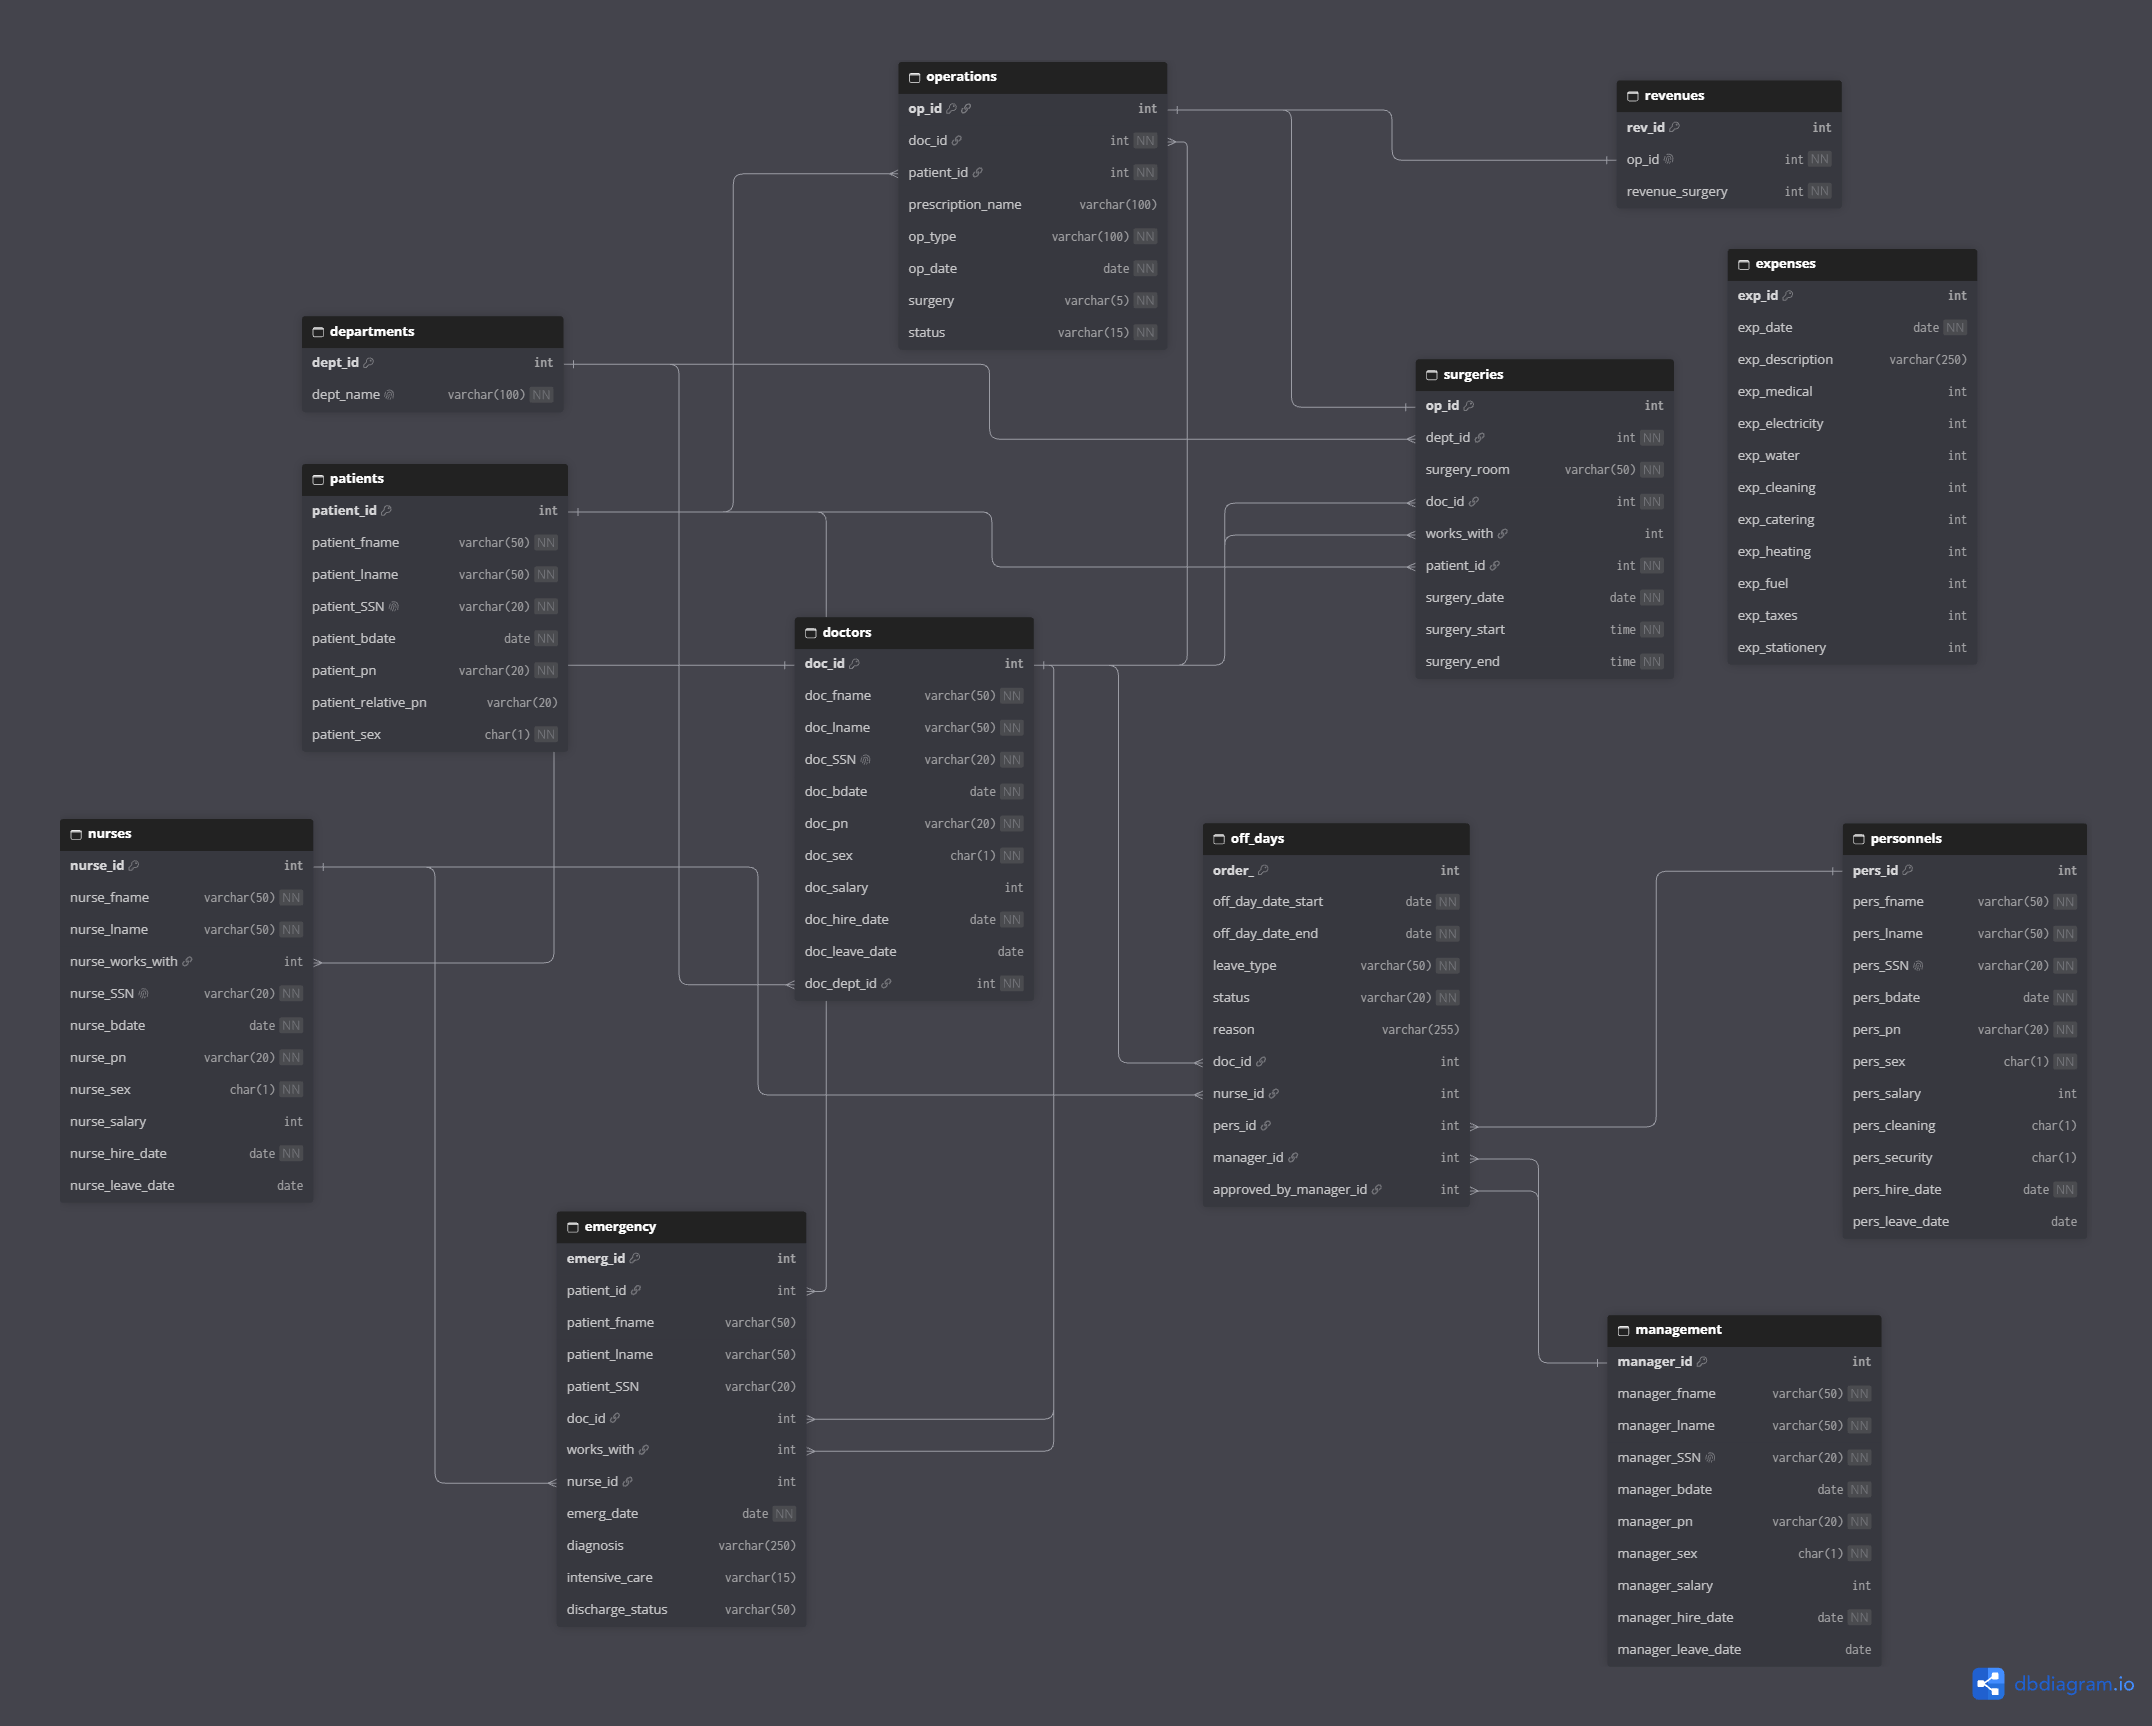 operations
op_id int
doc_id int NN
patient_id int NN
prescription_name varchar(100)
op_type varchar(100) NN
op_date date NN
surgery varchar(5) NN
status varchar(15) NN
revenues
rev_id int
op_id int NN
revenue_surgery int NN
expenses
exp_id int
exp_date date NN
exp_description varchar(250)
exp_medical int
exp_electricity int
exp_water int
exp_cleaning int
exp_catering int
exp_heating int
exp_fuel int
exp_taxes int
exp_stationery int
departments
dept_id int
dept_name varchar(100) NN
surgeries
op_id int
dept_id int NN
surgery_room varchar(50) NN
doc_id int NN
works_with int
patient_id int NN
surgery_date date NN
surgery_start time NN
surgery_end time NN
patients
patient_id int
patient_fname varchar(50) NN
patient_lname varchar(50) NN
patient_SSN varchar(20) NN
patient_bdate date NN
patient_pn varchar(20) NN
patient_relative_pn varchar(20)
patient_sex char(1) NN
doctors
doc_id int
doc_fname varchar(50) NN
doc_lname varchar(50) NN
doc_SSN varchar(20) NN
doc_bdate date NN
doc_pn varchar(20) NN
doc_sex char(1) NN
doc_salary int
doc_hire_date date NN
doc_leave_date date
doc_dept_id int NN
nurses
nurse_id int
nurse_fname varchar(50) NN
nurse_lname varchar(50) NN
nurse_works_with int
nurse_SSN varchar(20) NN
nurse_bdate date NN
nurse_pn varchar(20) NN
nurse_sex char(1) NN
nurse_salary int
nurse_hire_date date NN
nurse_leave_date date
off_days
order_ int
off_day_date_start date NN
off_day_date_end date NN
leave_type varchar(50) NN
status varchar(20) NN
reason varchar(255)
doc_id int
nurse_id int
pers_id int
manager_id int
approved_by_manager_id int
personnels
pers_id int
pers_fname varchar(50) NN
pers_lname varchar(50) NN
pers_SSN varchar(20) NN
pers_bdate date NN
pers_pn varchar(20) NN
pers_sex char(1) NN
pers_salary int
pers_cleaning char(1)
pers_security char(1)
pers_hire_date date NN
pers_leave_date date
emergency
emerg_id int
patient_id int
patient_fname varchar(50)
patient_lname varchar(50)
patient_SSN varchar(20)
doc_id int
works_with int
nurse_id int
emerg_date date NN
diagnosis varchar(250)
intensive_care varchar(15)
discharge_status varchar(50)
management
manager_id int
manager_fname varchar(50) NN
manager_lname varchar(50) NN
manager_SSN varchar(20) NN
manager_bdate date NN
manager_pn varchar(20) NN
manager_sex char(1) NN
manager_salary int
manager_hire_date date NN
manager_leave_date date
dbdiagram.io